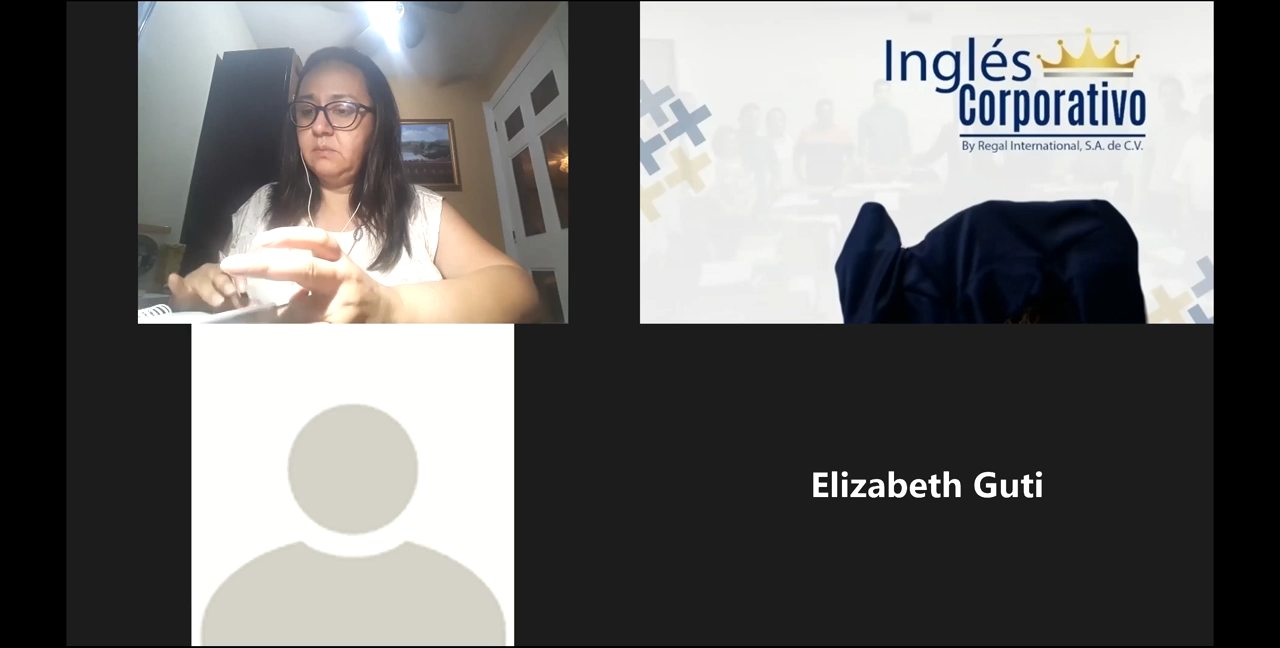 Inglés
Corporativo
By Regal International, S.A. de C.V.
Elizabeth Guti